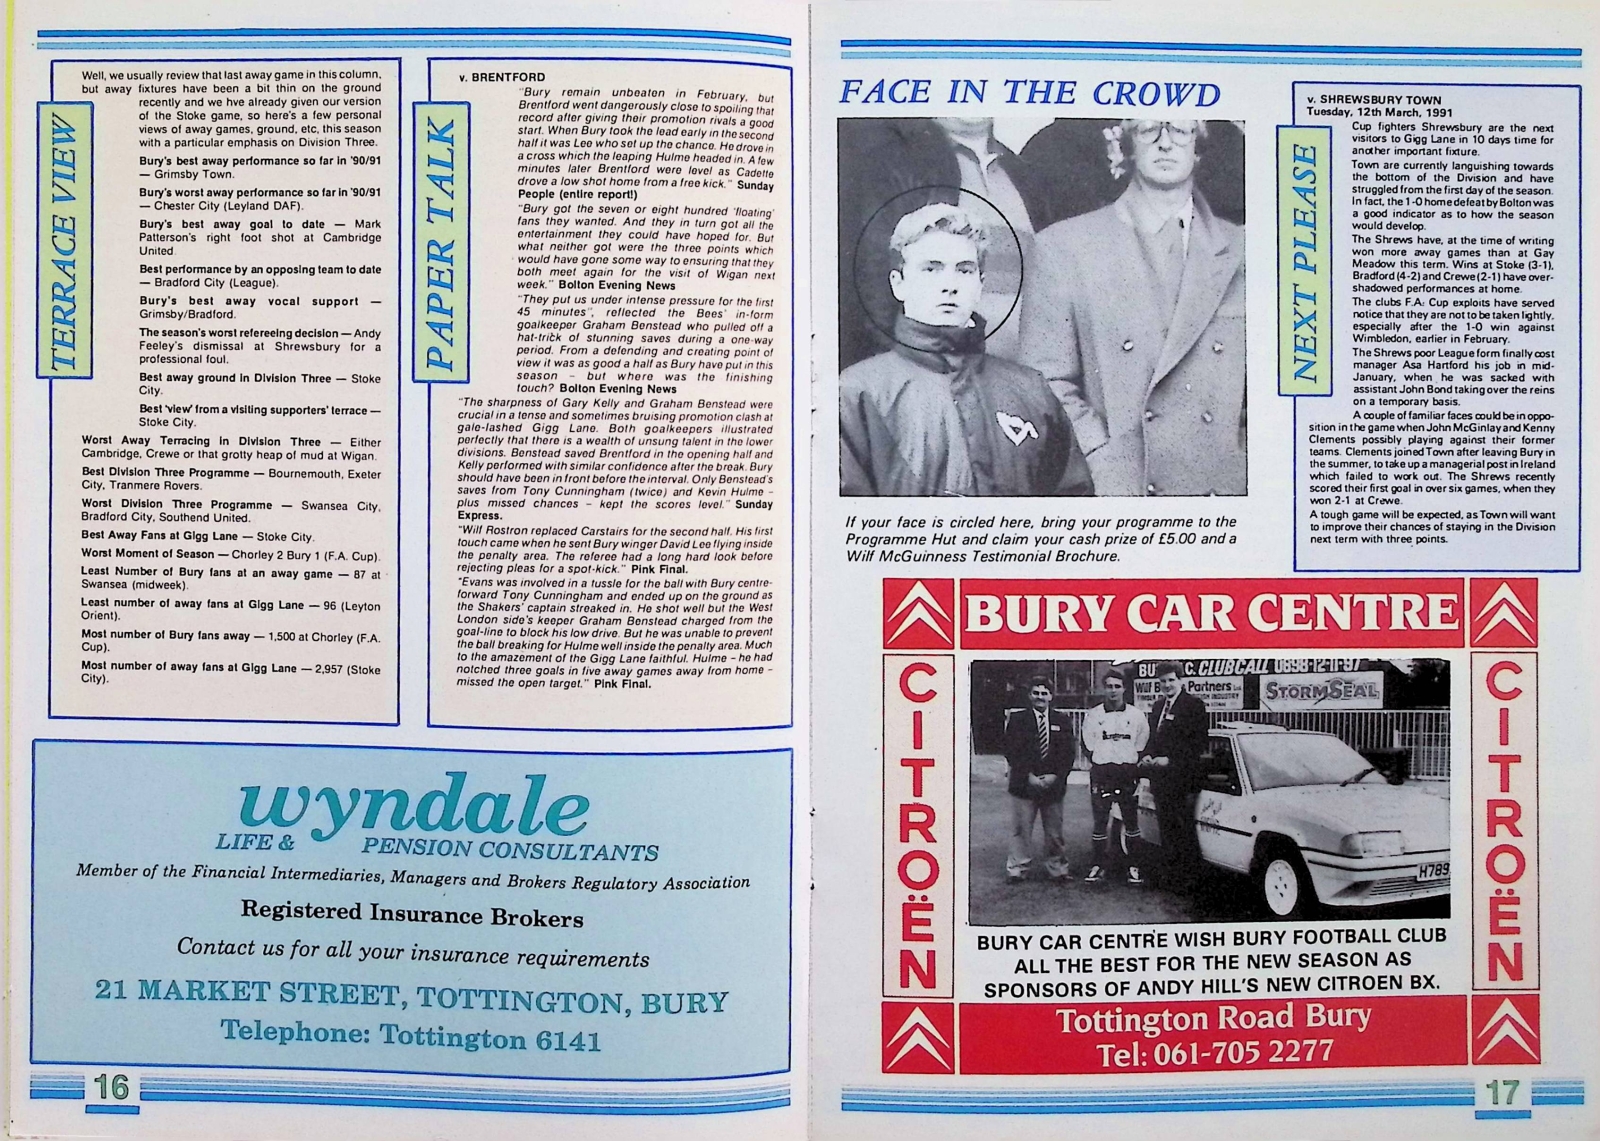 TERRACE VIEW
Well, we usually review that last away game in this column,
but away fixtures have been a bit thin on the ground
recently and we hve already given our version
of the Stoke game, so here's a few personal
views of away games, ground, etc, this season
with a particular emphasis on Division Three.
Bury's best away performance so far in '90/91
— Grimsby Town.
Bury's worst away performance so far in '90/91
— Chester City (Leyland DAF).
Bury's best away goal to date — Mark
Patterson's right foot shot at Cambridge
United.
Best performance by an opposing team to date
— Bradford City (League).
Bury's best away vocal support —
Grimsby/Bradford.
The season's worst refereeing decision — Andy
Feeley's dismissal at Shrewsbury for a
professional foul.
Best away ground in Division Three — Stoke
City.
Best 'view' from a visiting supporters' terrace —
Stoke City.
Worst Away Terracing in Division Three — Either
Cambridge, Crewe or that grotty heap of mud at Wigan.
Best Division Three Programme — Bournemouth, Exeter
City, Tranmere Rovers.
Worst Division Three Programme — Swansea City,
Bradford City, Southend United.
Best Away Fans at Gigg Lane — Stoke City.
Worst Moment of Season — Chorley 2 Bury 1 (F.A. Cup).
Least Number of Bury fans at an away game — 87 at
Swansea (midweek).
Least number of away fans at Gigg Lane — 96 (Leyton
Orient).
Most number of Bury fans away — 1,500 at Chorley (F.A.
Cup).
Most number of away fans at Gigg Lane — 2,957 (Stoke
City).
PAPER TALK
v. BRENTFORD
"Bury remain unbeaten in February, but
Brentford went dangerously close to spoiling that
record after giving their promotion rivals a good
start. When Bury took the lead early in the second
half it was Lee who set up the chance. He drove in
a cross which the leaping Hulme headed in. A few
minutes later Brentford were level as Cadette
drove a low shot home from a free kick." Sunday
People (entire report!)
"Bury got the seven or eight hundred 'floating'
fans they wanted. And they in turn got all the
entertainment they could have hoped for. But
what neither got were the three points which
would have gone some way to ensuring that they
both meet again for the visit of Wigan next
week." Bolton Evening News
"They put us under intense pressure for the first
45 minutes", reflected the Bees' in-form
goalkeeper Graham Benstead who pulled off a
hat-trick of stunning saves during a one-way
period. From a defending and creating point of
view it was as good a half as Bury have put in this
season – but where was the finishing
touch? Bolton Evening News
"The sharpness of Gary Kelly and Graham Benstead were
crucial in a tense and sometimes bruising promotion clash at
gale-lashed Gigg Lane. Both goalkeepers illustrated
perfectly that there is a wealth of unsung talent in the lower
divisions. Benstead saved Brentford in the opening half and
Kelly performed with similar confidence after the break. Bury
should have been in front before the interval. Only Benstead's
saves from Tony Cunningham (twice) and Kevin Hulme –
plus missed chances – kept the scores level." Sunday
Express.
"Wilf Rostron replaced Carstairs for the second half. His first
touch came when he sent Bury winger David Lee flying inside
the penalty area. The referee had a long hard look before
rejecting pleas for a spot-kick." Pink Final.
"Evans was involved in a tussle for the ball with Bury centre-
forward Tony Cunningham and ended up on the ground as
the Shakers' captain streaked in. He shot well but the West
London side's keeper Graham Benstead charged from the
goal-line to block his low drive. But he was unable to prevent
the ball breaking for Hulme well inside the penalty area. Much
to the amazement of the Gigg Lane faithful. Hulme – he had
notched three goals in five away games away from home –
missed the open target." Pink Final.
wyndale
LIFE & PENSION CONSULTANTS
Member of the Financial Intermediaries, Managers and Brokers Regulatory Association
Registered Insurance Brokers
Contact us for all your insurance requirements
21 MARKET STREET, TOTTINGTON, BURY
Telephone: Tottington 6141
16
FACE IN THE CROWD
If your face is circled here, bring your programme to the
Programme Hut and claim your cash prize of £5.00 and a
Wilf McGuinness Testimonial Brochure.
NEXT PLEASE
v. SHREWSBURY TOWN
Tuesday, 12th March, 1991
Cup fighters Shrewsbury are the next
visitors to Gigg Lane in 10 days time for
another important fixture.
Town are currently languishing towards
the bottom of the Division and have
struggled from the first day of the season.
In fact, the 1-0 home defeat by Bolton was
a good indicator as to how the season
would develop.
The Shrews have, at the time of writing
won more away games than at Gay
Meadow this term. Wins at Stoke (3-1),
Bradford (4-2) and Crewe (2-1) have over-
shadowed performances at home.
The clubs F.A. Cup exploits have served
notice that they are not to be taken lightly,
especially after the 1-0 win against
Wimbledon, earlier in February.
The Shrews poor League form finally cost
manager Asa Hartford his job in mid-
January, when he was sacked with
assistant John Bond taking over the reins
on a temporary basis.
A couple of familiar faces could be in oppo-
sition in the game when John McGinlay and Kenny
Clements possibly playing against their former
teams. Clements joined Town after leaving Bury in
the summer, to take up a managerial post in Ireland
which failed to work out. The Shrews recently
scored their first goal in over six games, when they
won 2-1 at Crewe.
A tough game will be expected, as Town will want
to improve their chances of staying in the Division
next term with three points.
BURY CAR CENTRE
CITROËN
CITROËN
BU C. CLUBCALL 0898-12-11-97
Partners
STORMSEAL
H789
BURY CAR CENTRE WISH BURY FOOTBALL CLUB
ALL THE BEST FOR THE NEW SEASON AS
SPONSORS OF ANDY HILL'S NEW CITROEN BX.
Tottington Road Bury
Tel: 061-705 2277
17